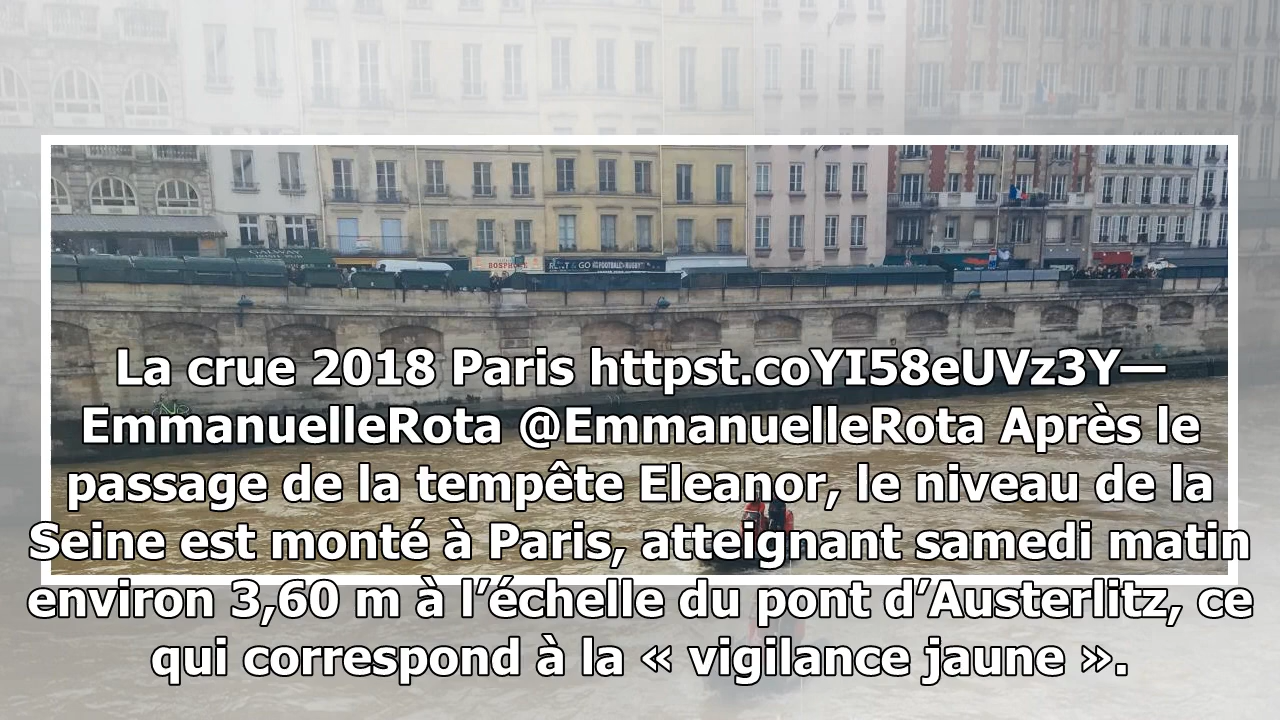 BOSPHORE
La crue 2018 Paris httpst.coYI58eUVz3Y—
EmmanuelleRota @EmmanuelleRota Après le
passage de la tempête Eleanor, le niveau de la
Seine est monté à Paris, atteignant samedi matin
environ 3,60 m à l’échelle du pont d’Austerlitz, ce
qui correspond à la « vigilance jaune ».